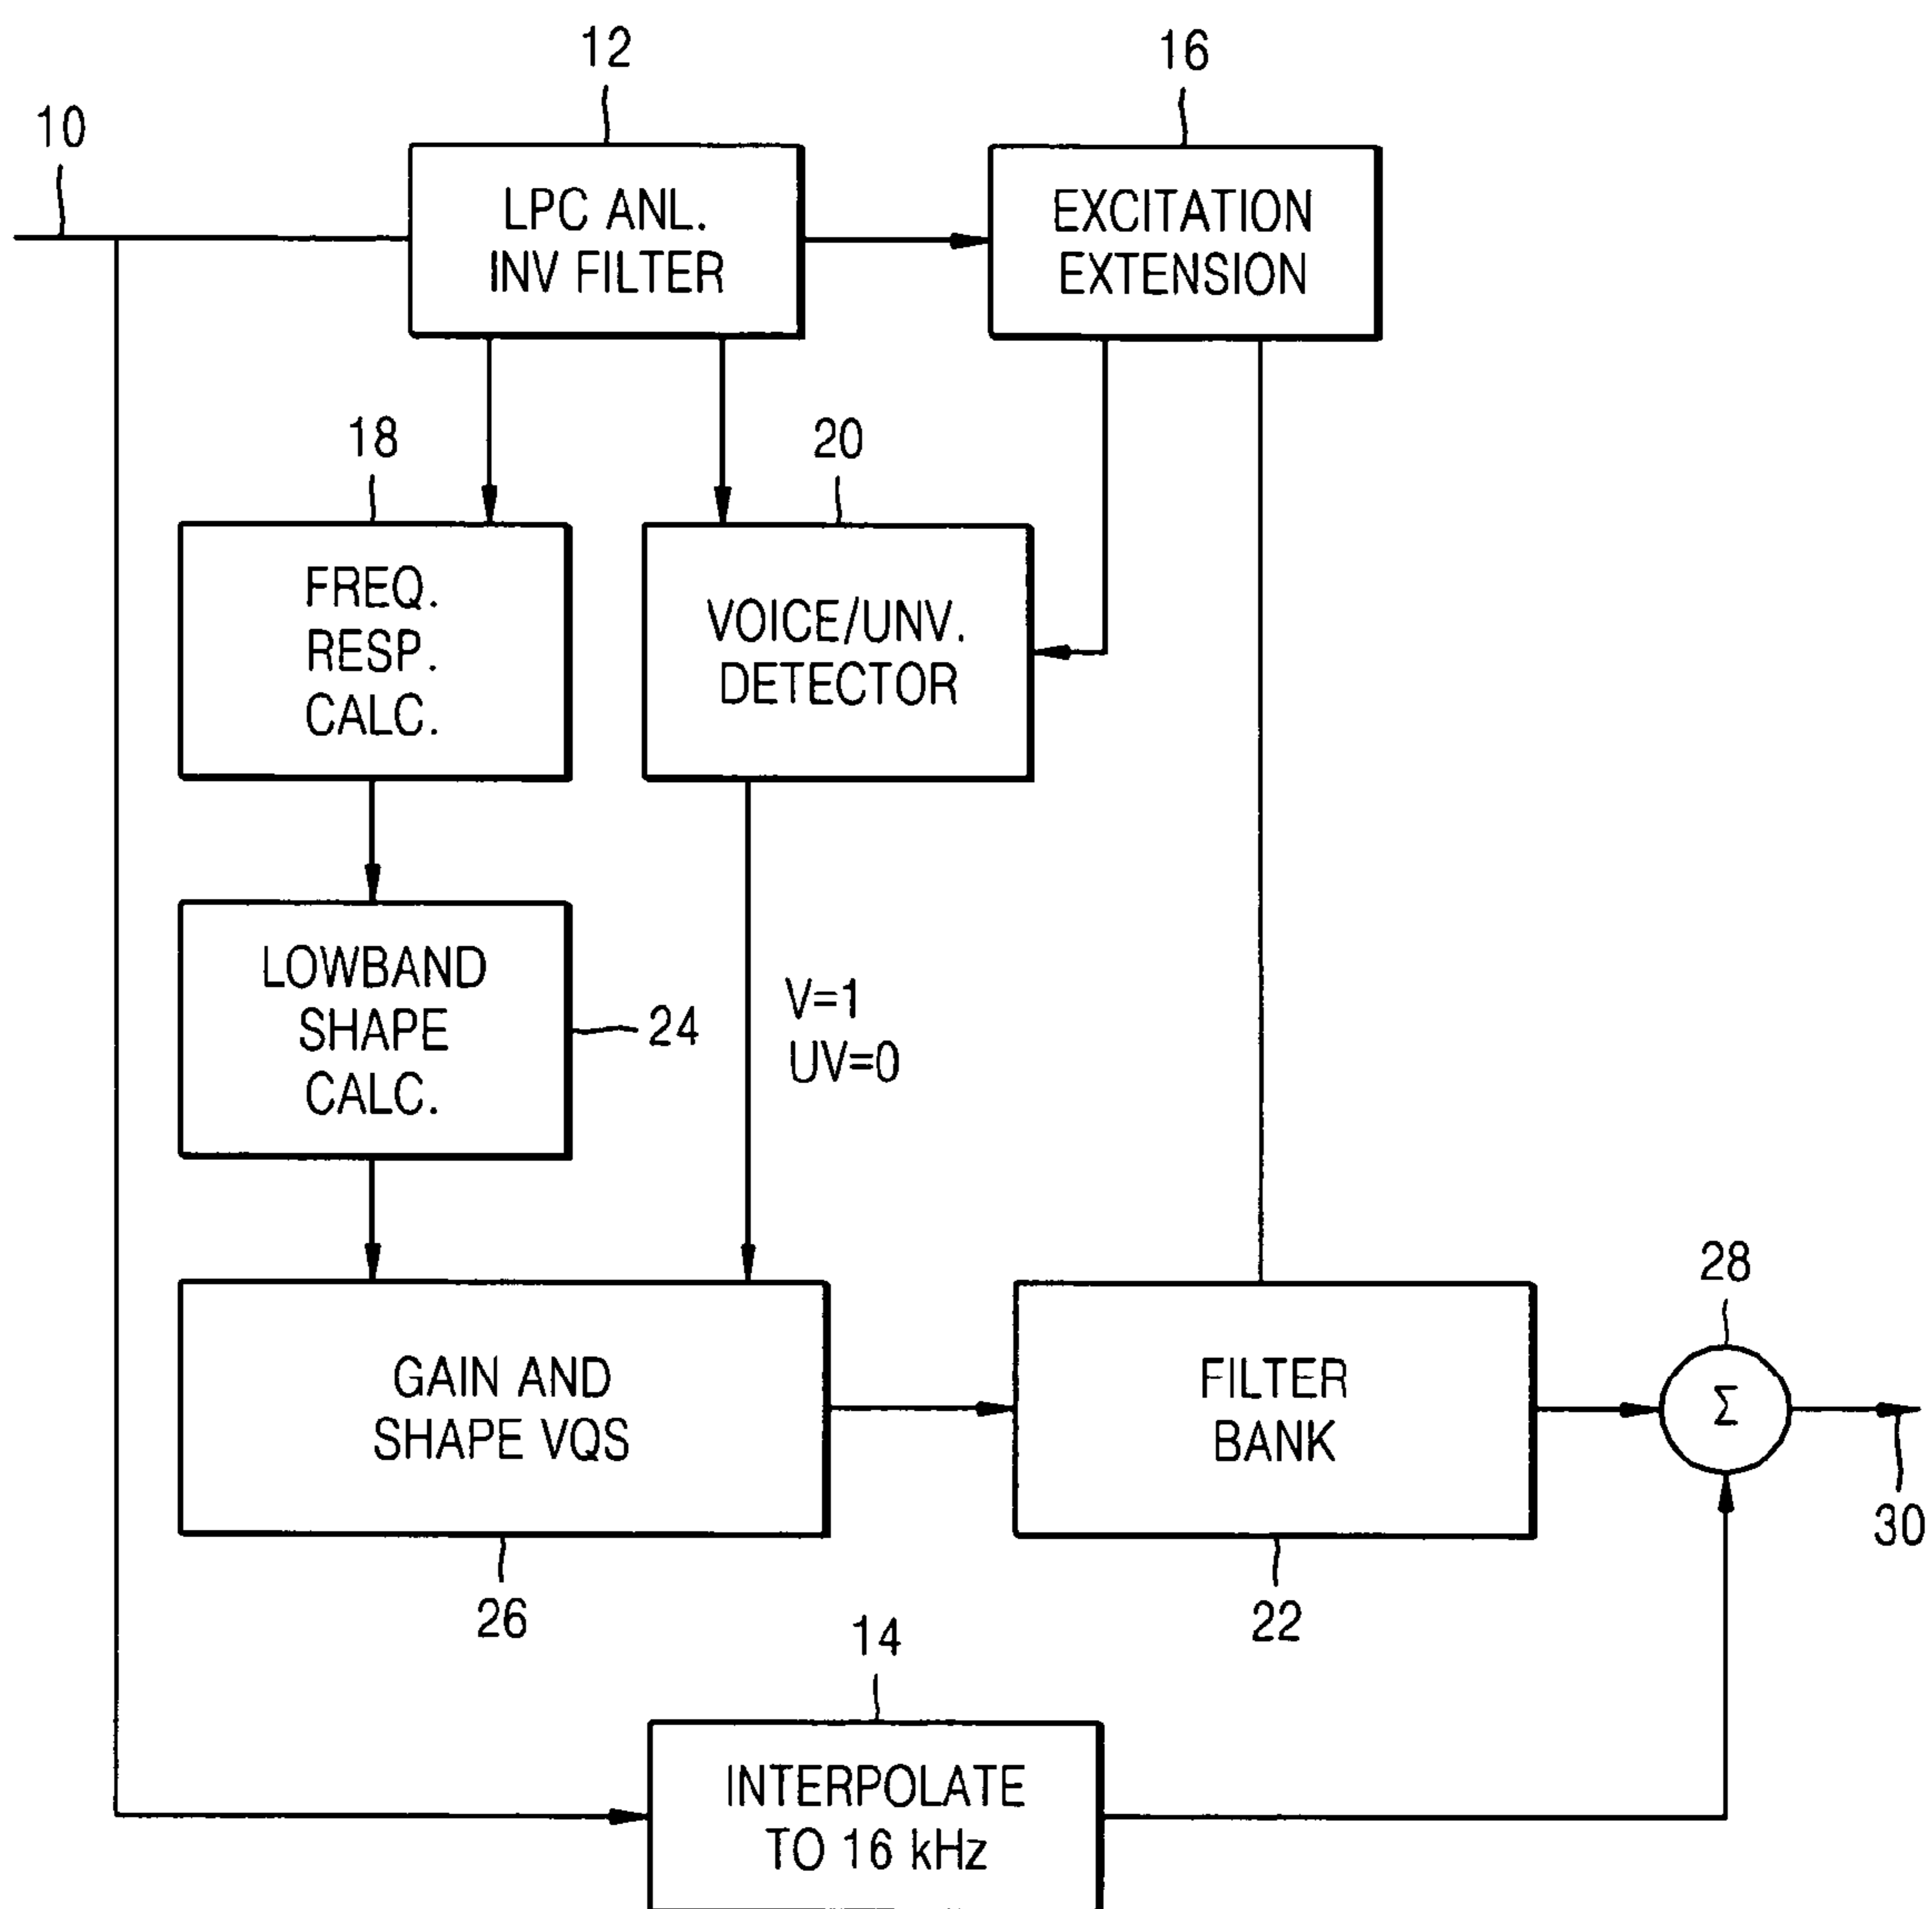 12
16
10
LPC ANL.
INV FILTER
EXCITATION
EXTENSION
18
20
FREQ.
RESP.
CALC.
VOICE/UNV.
DETECTOR
LOWBAND
SHAPE
CALC.
24
V=1
UV=0
28
GAIN AND
SHAPE VQS
FILTER
BANK
Σ
30
26
22
14
INTERPOLATE
TO 16 kHz